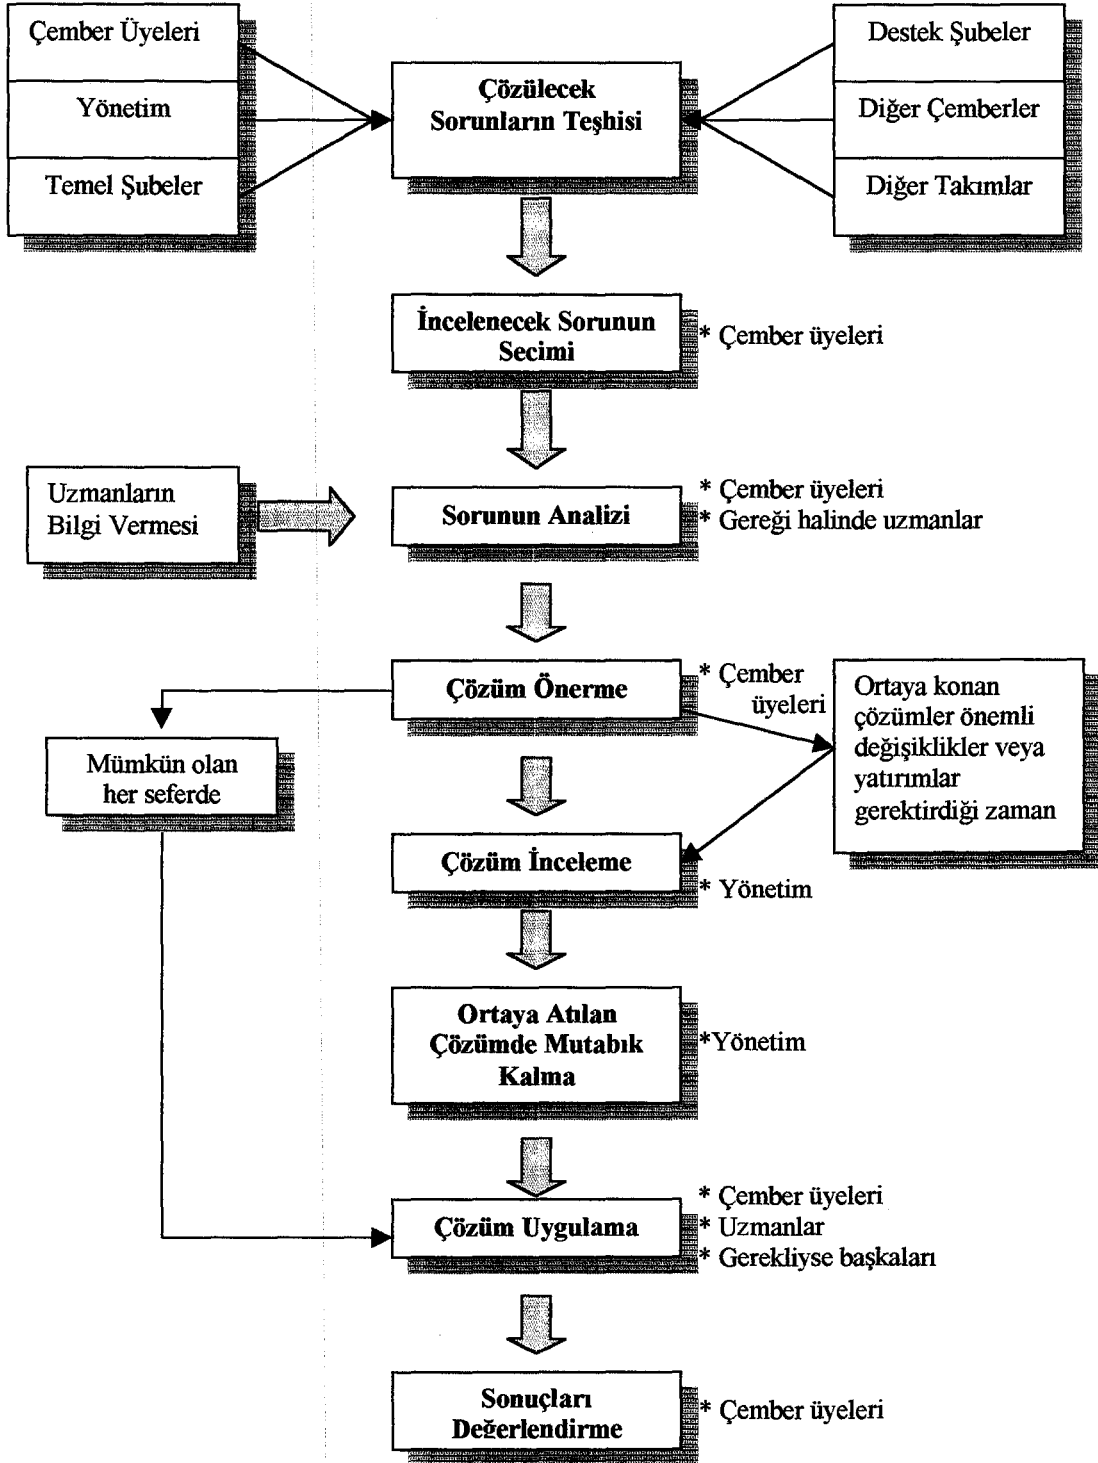 Çember Üyeleri
Yönetim
Temel Şubeler
Çözülecek
Sorunların Teşhisi
Destek Şubeler
Diğer Çemberler
Diğer Takımlar
İncelenecek Sorunun
Secimi
* Çember üyeleri
Uzmanların
Bilgi Vermesi
Sorunun Analizi
* Çember üyeleri
* Gereği halinde uzmanlar
Çözüm Önerme
* Çember
üyeleri
Ortaya konan
çözümler önemli
değişiklikler veya
yatırımlar
gerektirdiği zaman
Mümkün olan
her seferde
Çözüm İnceleme
* Yönetim
Ortaya Atılan
Çözümde Mutabık
Kalma
*Yönetim
Çözüm Uygulama
* Çember üyeleri
* Uzmanlar
* Gerekliyse başkaları
Sonuçları
Değerlendirme
* Çember üyeleri